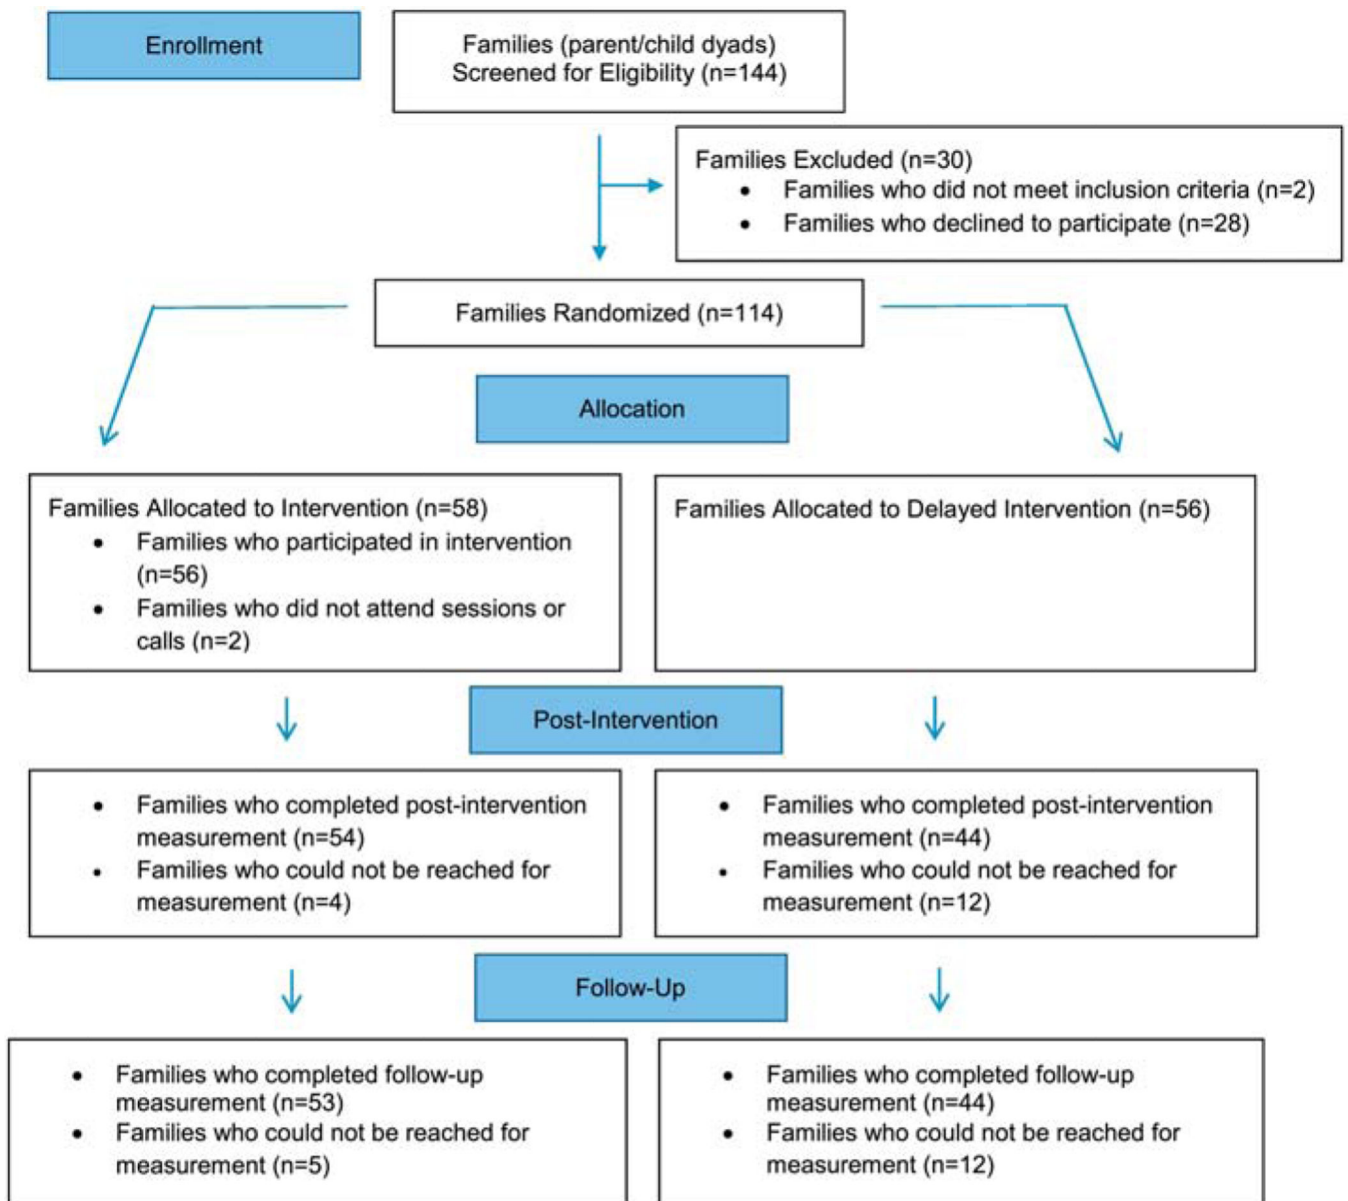 Enrollment
Families (parent/child dyads)
Screened for Eligibility (n=144)
Families Excluded (n=30)
• Families who did not meet inclusion criteria (n=2)
• Families who declined to participate (n=28)
Families Randomized (n=114)
Allocation
Families Allocated to Intervention (n=58)
• Families who participated in intervention
(n=56)
• Families who did not attend sessions or
calls (n=2)
Families Allocated to Delayed Intervention (n=56)
Post-Intervention
• Families who completed post-intervention
measurement (n=54)
• Families who could not be reached for
measurement (n=4)
• Families who completed post-intervention
measurement (n=44)
• Families who could not be reached for
measurement (n=12)
Follow-Up
• Families who completed follow-up
measurement (n=53)
• Families who could not be reached for
measurement (n=5)
• Families who completed follow-up
measurement (n=44)
• Families who could not be reached for
measurement (n=12)